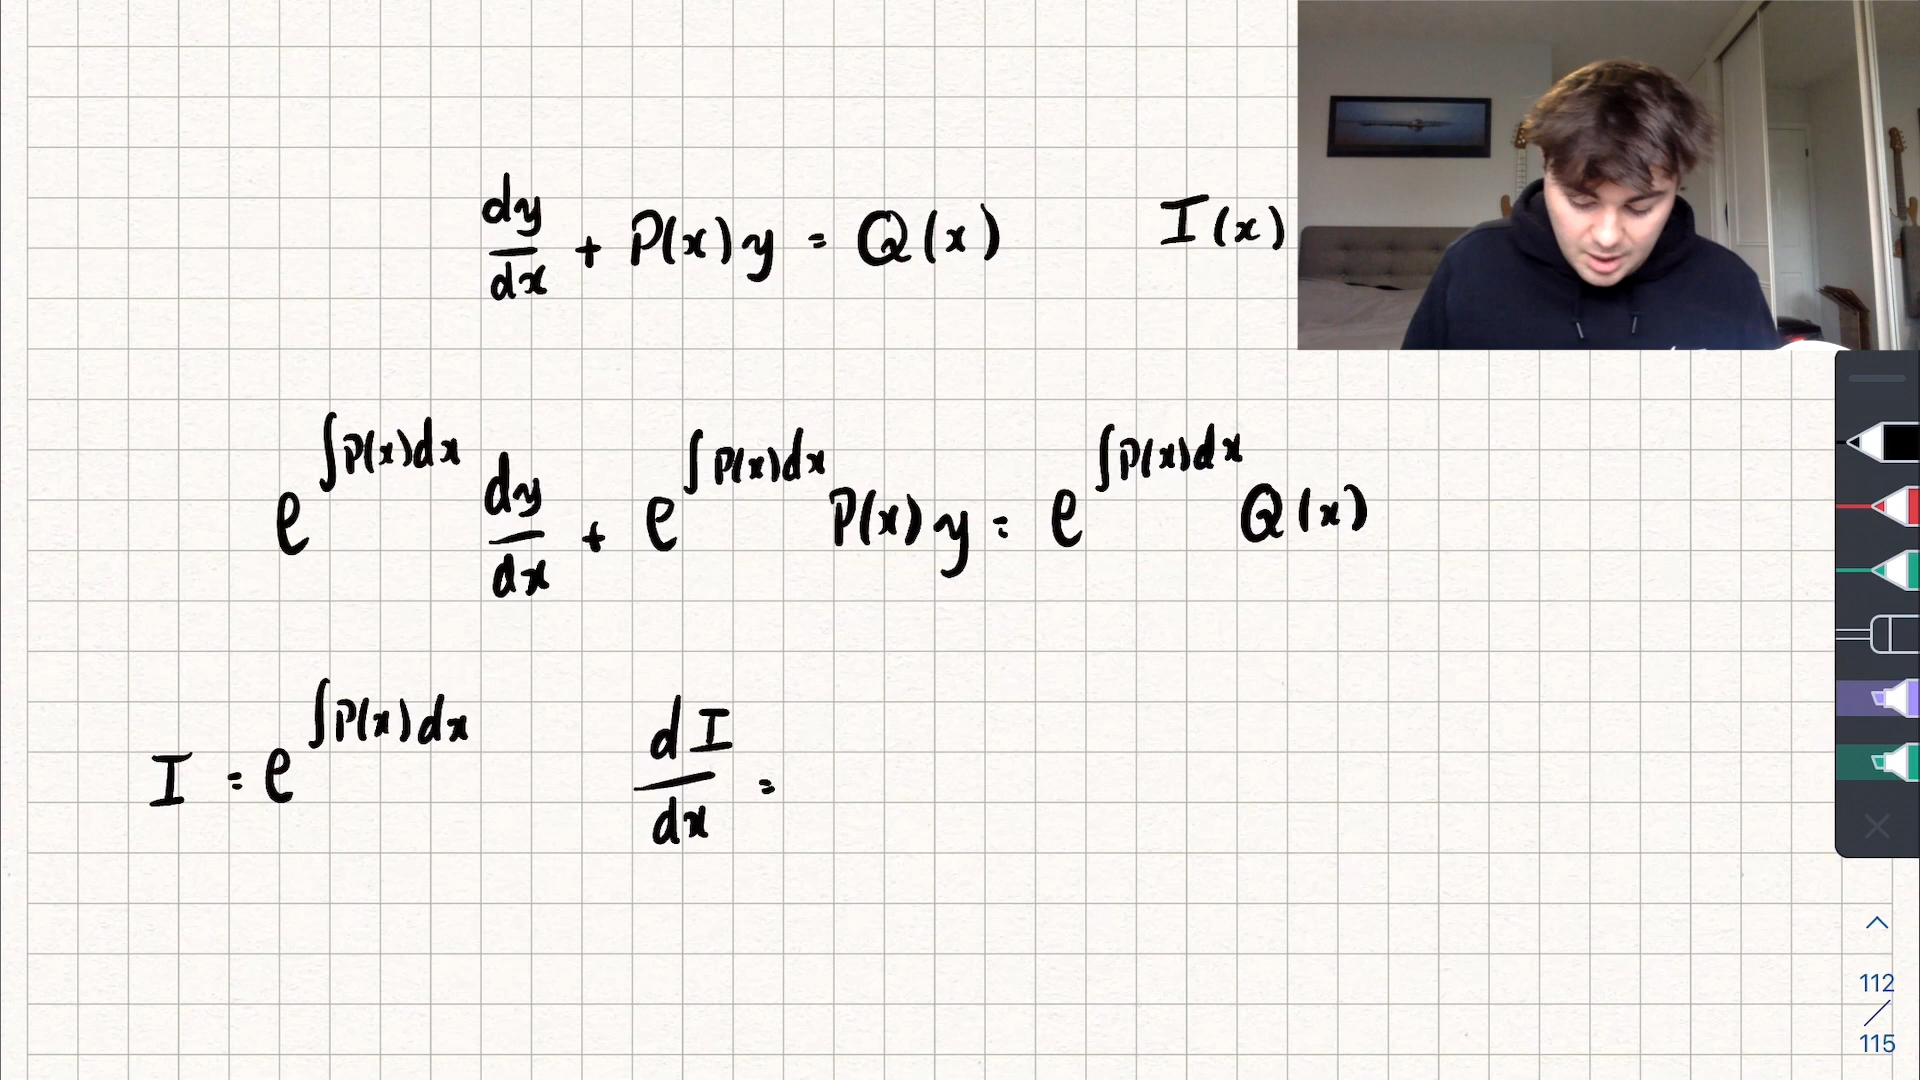 dy/dx + P(x)y = Q(x) I(x)
e^∫P(x)dx dy/dx + e^∫P(x)dx P(x)y = e^∫P(x)dx Q(x)
I = e^∫P(x)dx dI/dx =
112
/
115